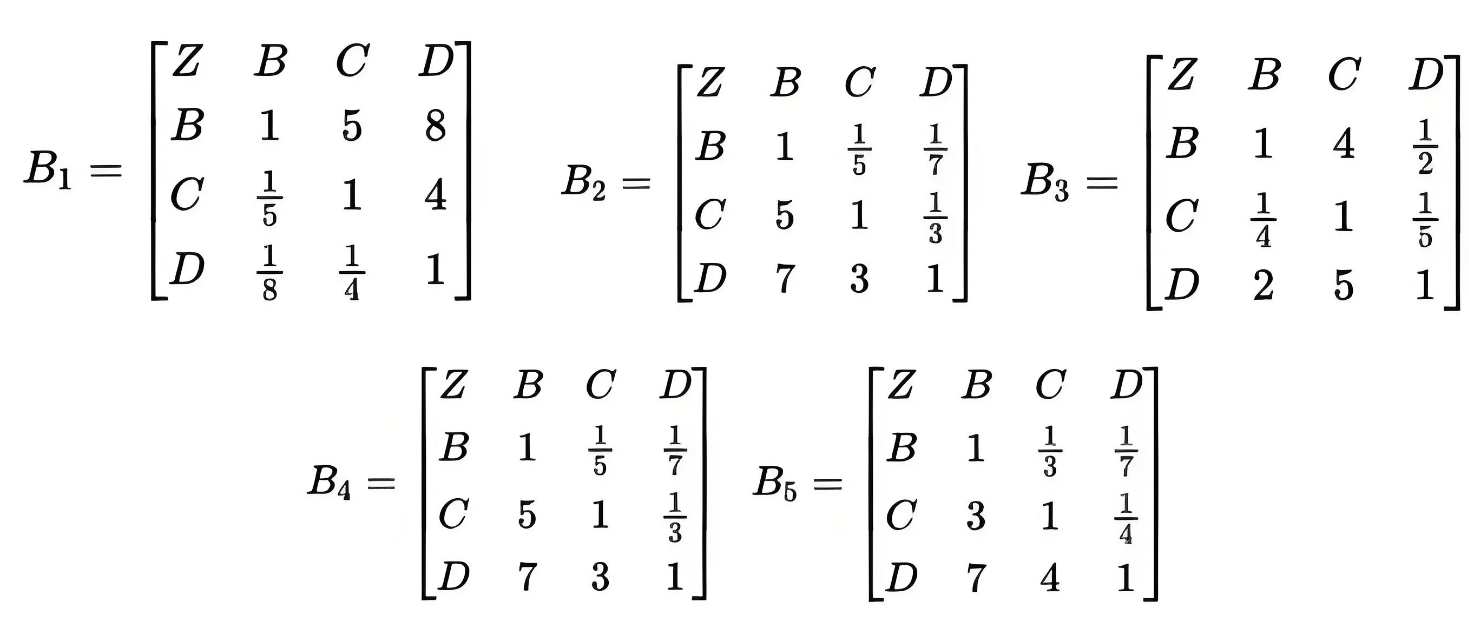 B₁ = [Z B C D
B 1 5 8
C 1/5 1 4
D 1/8 1/4 1]
B₂ = [Z B C D
B 1 1/5 1/7
C 5 1 1/3
D 7 3 1]
B₃ = [Z B C D
B 1 4 1/2
C 1/4 1 1/5
D 2 5 1]
B₄ = [Z B C D
B 1 1/5 1/7
C 5 1 1/3
D 7 3 1]
B₅ = [Z B C D
B 1 1/3 1/7
C 3 1 1/4
D 7 4 1]